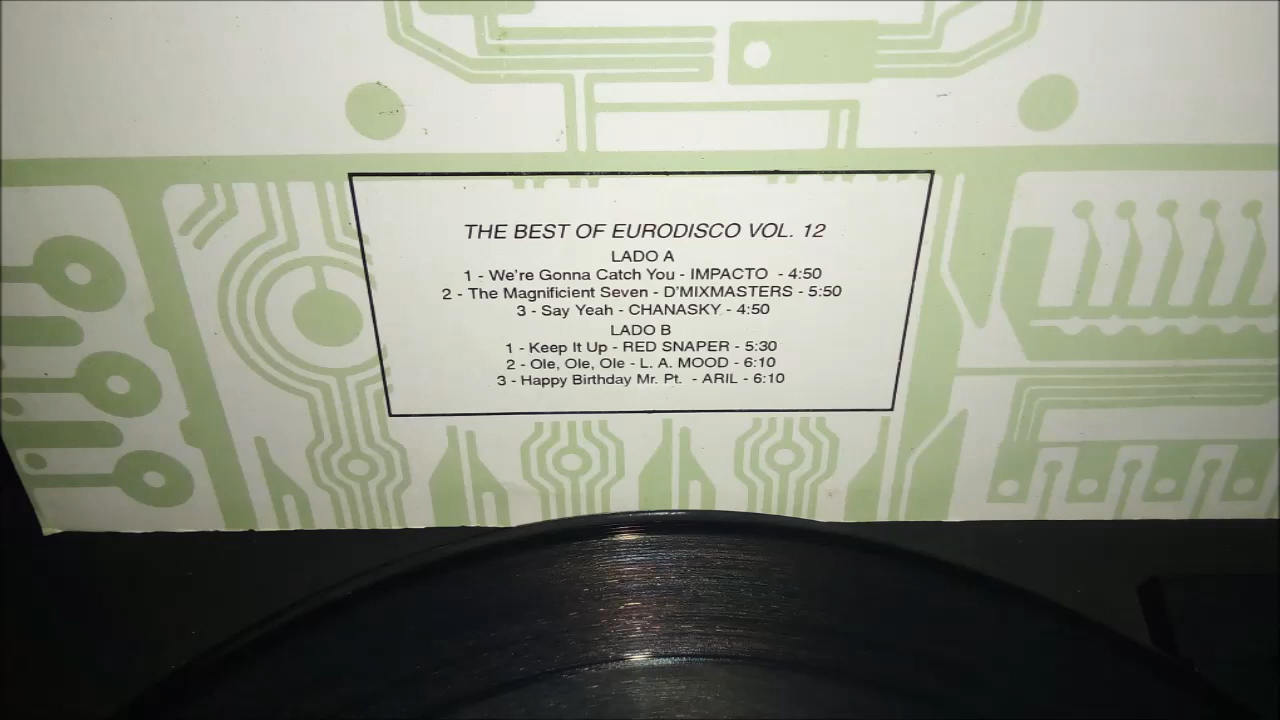 THE BEST OF EURODISCO VOL. 12
LADO A
1 - We're Gonna Catch You - IMPACTO - 4:50
2 - The Magnificient Seven - D'MIXMASTERS - 5:50
3 - Say Yeah - CHANASKY - 4:50
LADO B
1 - Keep It Up - RED SNAPER - 5:30
2 - Ole, Ole, Ole - L. A. MOOD - 6:10
3 - Happy Birthday Mr. Pt. - ARIL - 6:10